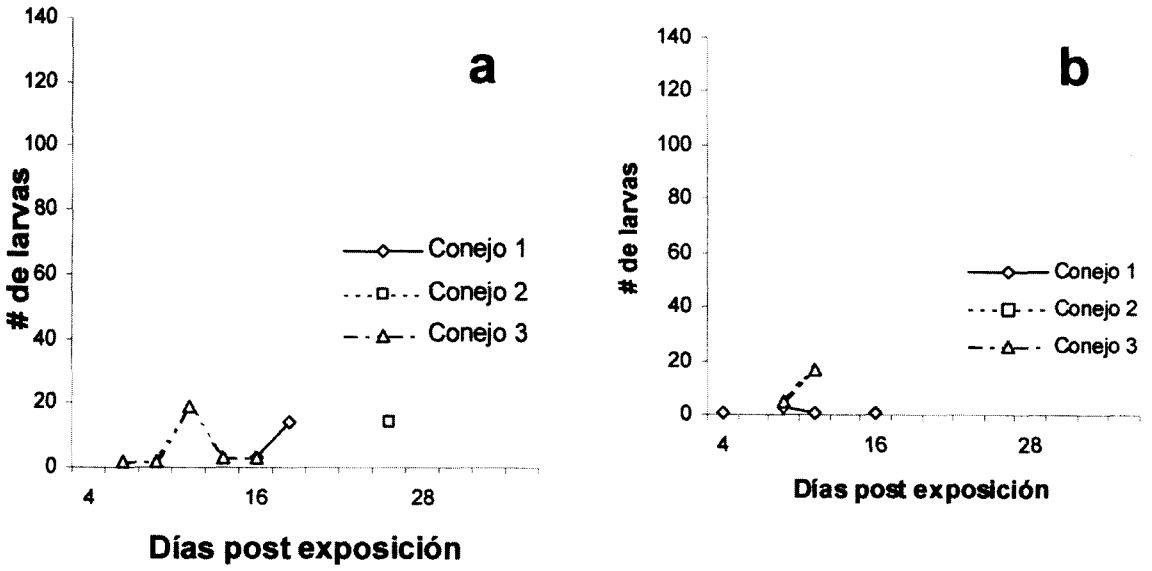 a
140
120
100
80
60
40
20
0
# de larvas
Conejo 1
Conejo 2
Conejo 3
4 16 28
Días post exposición
b
140
120
100
80
60
40
20
0
# de larvas
Conejo 1
Conejo 2
Conejo 3
4 16 28
Días post exposición